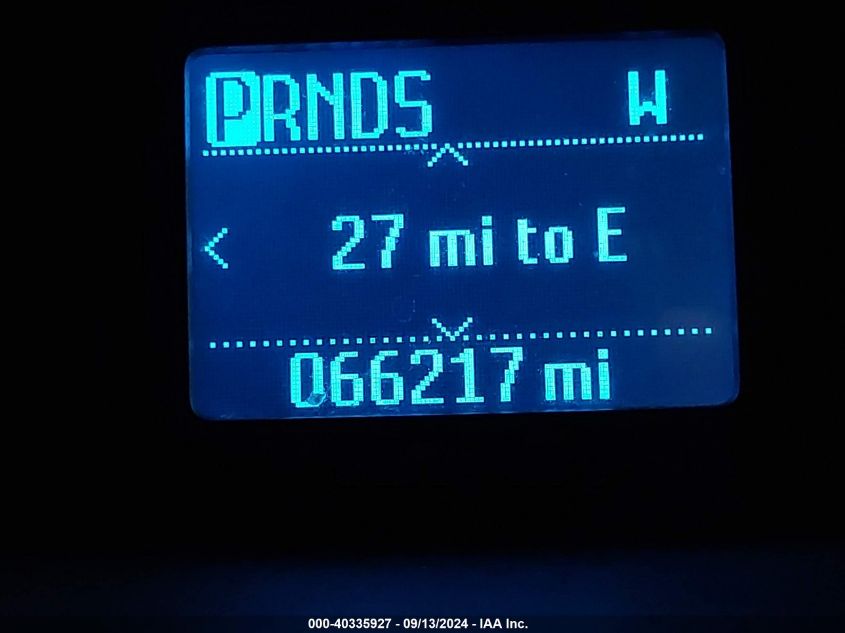 PRNDS W
< 27 mi to E
066217 mi
000-40335927 - 09/13/2024 - IAA Inc.